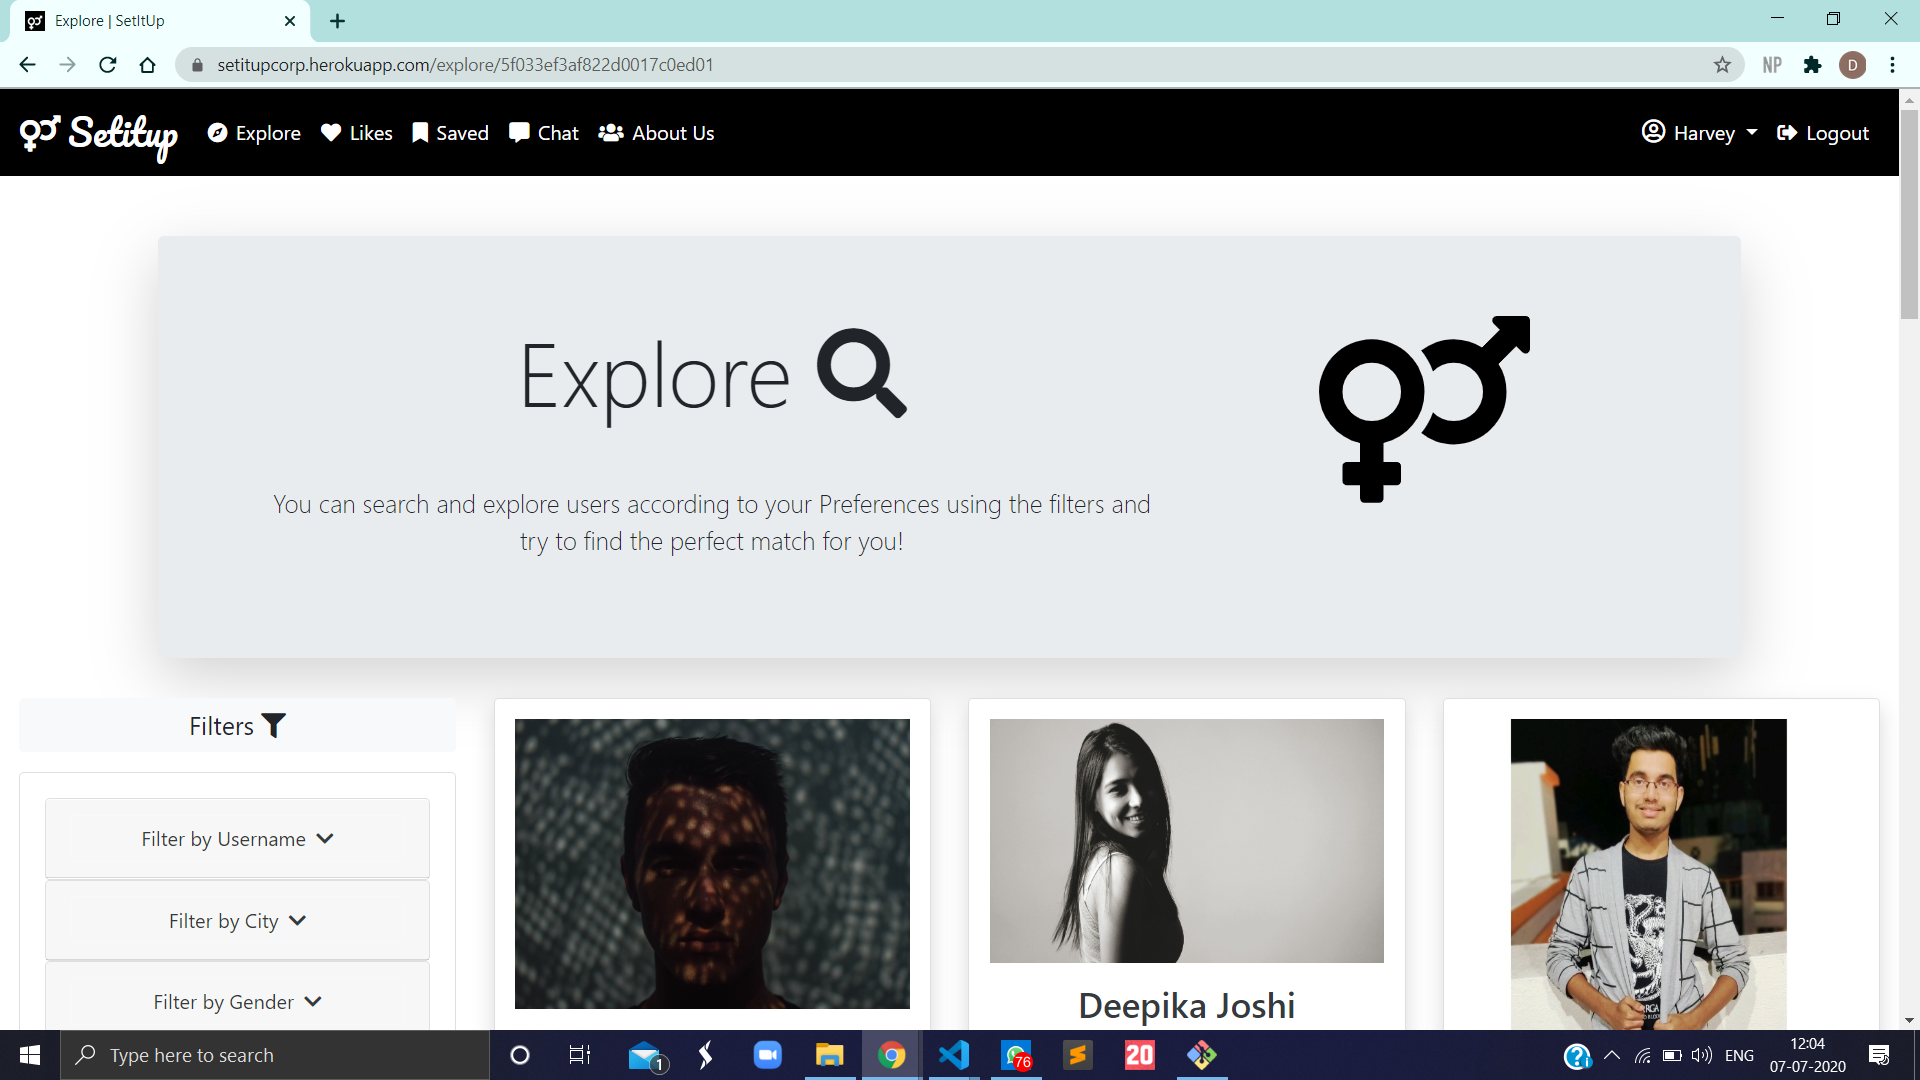 Explore | SetItUp
setitupcorp.herokuapp.com/explore/5f033ef3af822d0017c0ed01
NP
D
Setitup Explore Likes Saved Chat About Us Harvey Logout
Explore
You can search and explore users according to your Preferences using the filters and
try to find the perfect match for you!
Filters
Filter by Username
Filter by City
Filter by Gender
Deepika Joshi
Type here to search
1
76
20
ENG
12:04
07-07-2020